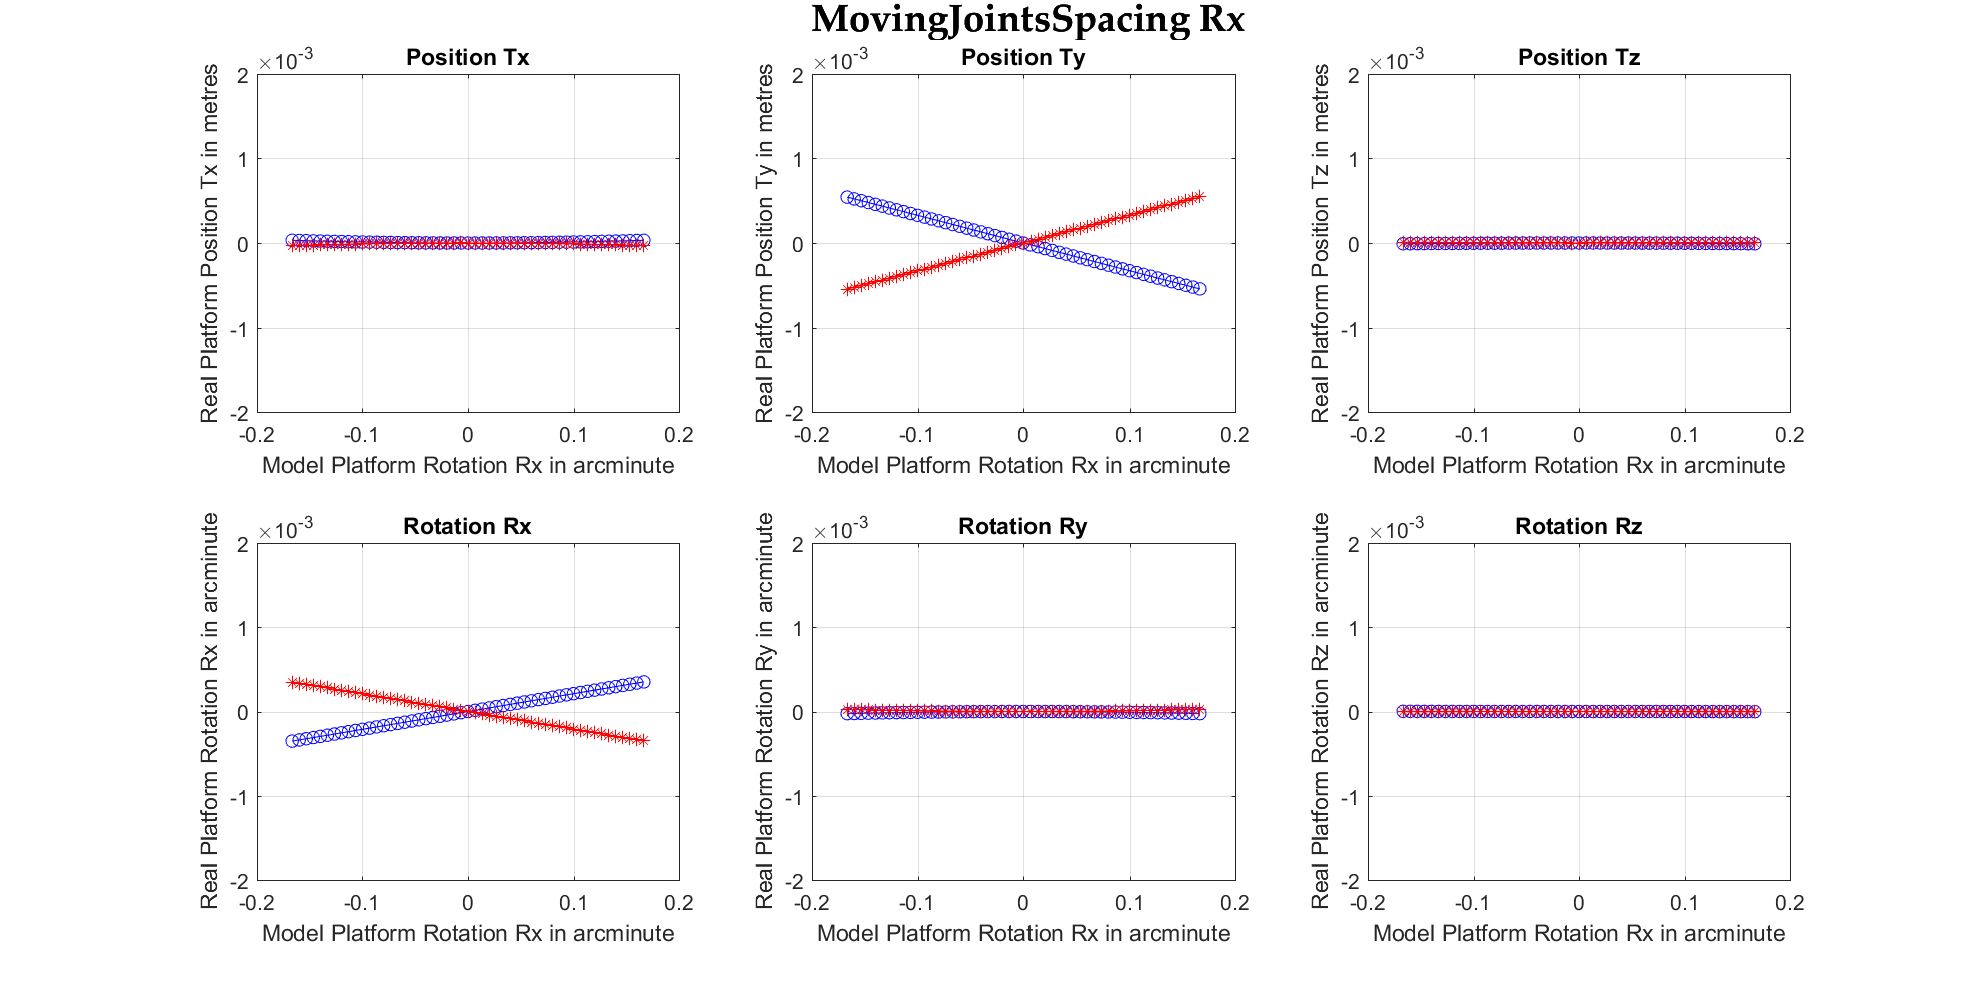 MovingJointsSpacing Rx
Position Tx
×10-3
Real Platform Position Tx in metres
2
1
0
-1
-2
-0.2 -0.1 0 0.1 0.2
Model Platform Rotation Rx in arcminute
Position Ty
×10-3
Real Platform Position Ty in metres
2
1
0
-1
-2
-0.2 -0.1 0 0.1 0.2
Model Platform Rotation Rx in arcminute
Position Tz
×10-3
Real Platform Position Tz in metres
2
1
0
-1
-2
-0.2 -0.1 0 0.1 0.2
Model Platform Rotation Rx in arcminute
Rotation Rx
×10-3
Real Platform Rotation Rx in arcminute
2
1
0
-1
-2
-0.2 -0.1 0 0.1 0.2
Model Platform Rotation Rx in arcminute
Rotation Ry
×10-3
Real Platform Rotation Ry in arcminute
2
1
0
-1
-2
-0.2 -0.1 0 0.1 0.2
Model Platform Rotation Rx in arcminute
Rotation Rz
×10-3
Real Platform Rotation Rz in arcminute
2
1
0
-1
-2
-0.2 -0.1 0 0.1 0.2
Model Platform Rotation Rx in arcminute